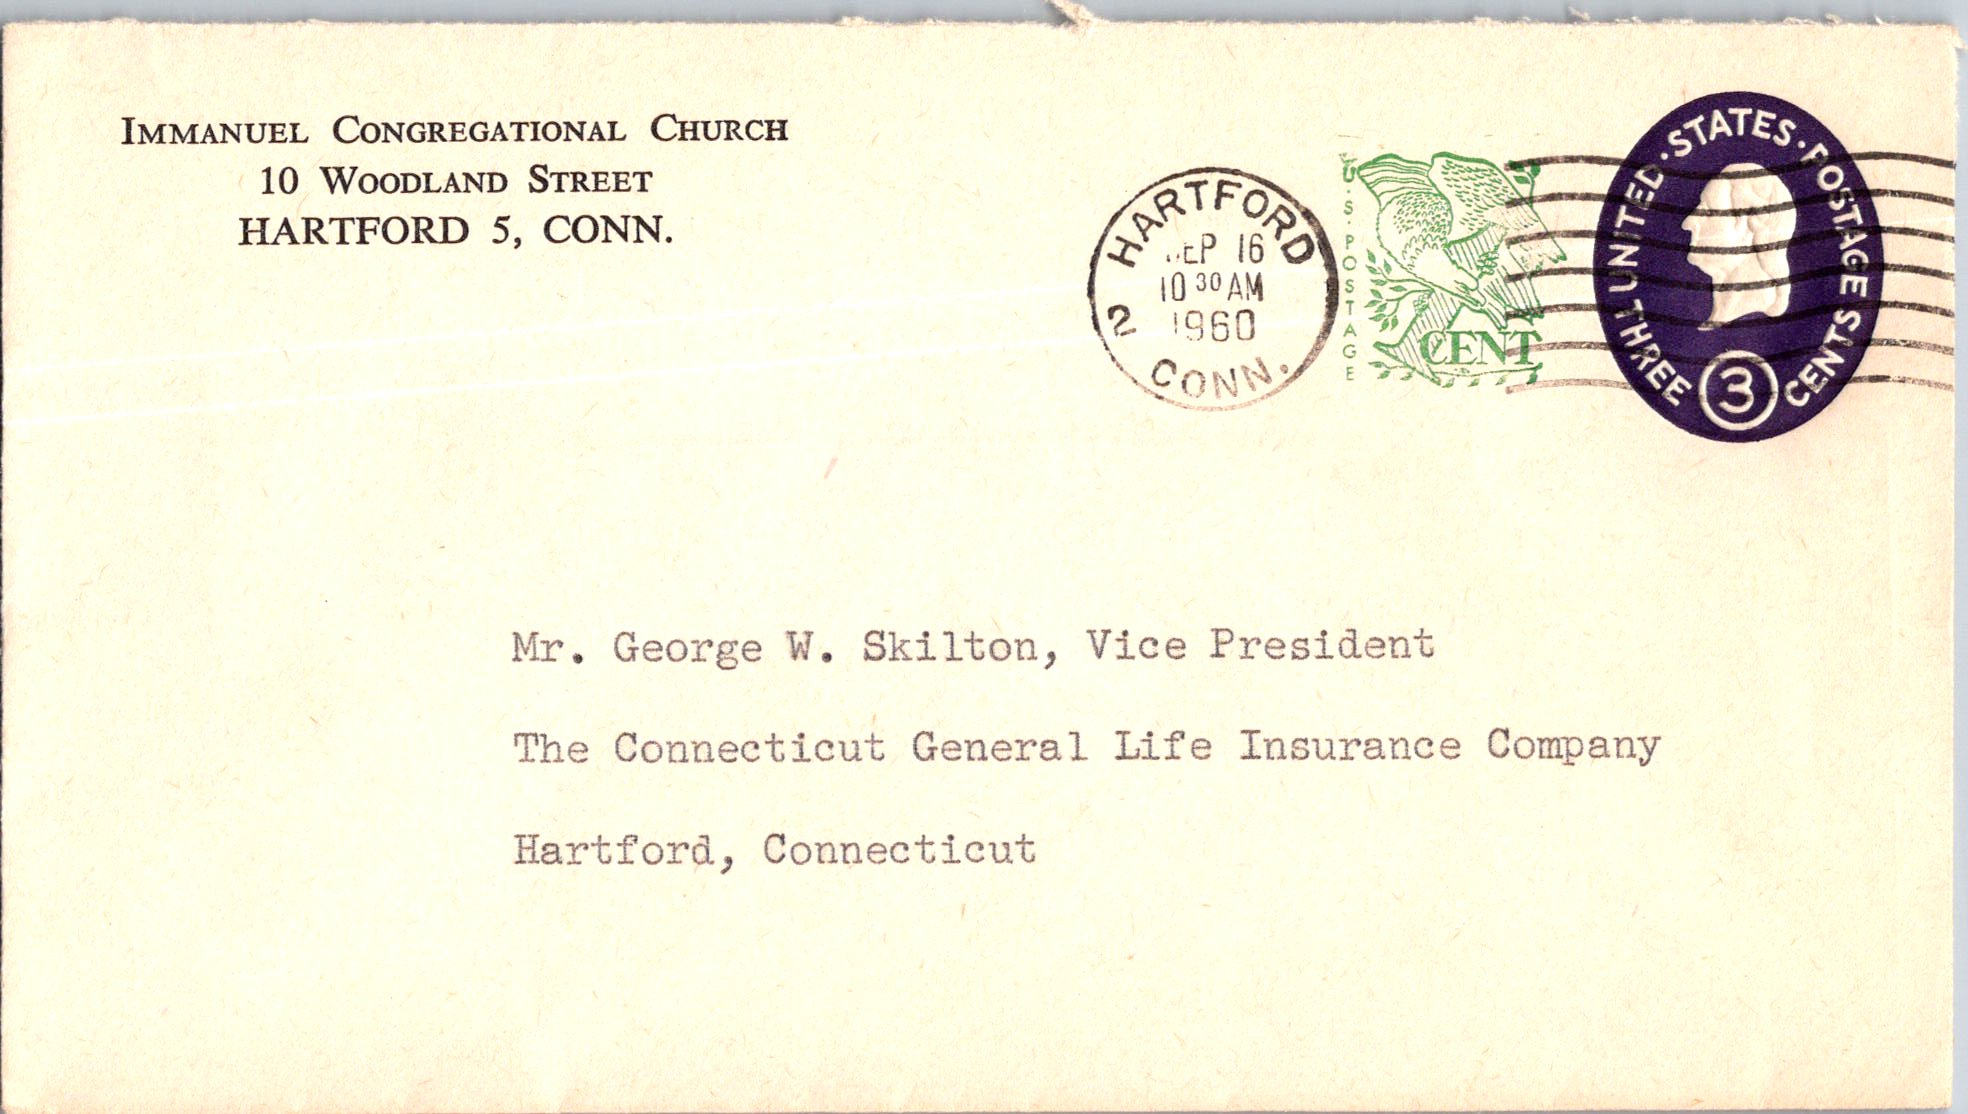 IMMANUEL CONGREGATIONAL CHURCH
10 WOODLAND STREET
HARTFORD 5, CONN.
HARTFORD
SEP 16
10 30 AM
1960
2
CONN.
U.S. POSTAGE
CENT
UNITED · STATES · POSTAGE
THREE 3 CENTS
Mr. George W. Skilton, Vice President
The Connecticut General Life Insurance Company
Hartford, Connecticut